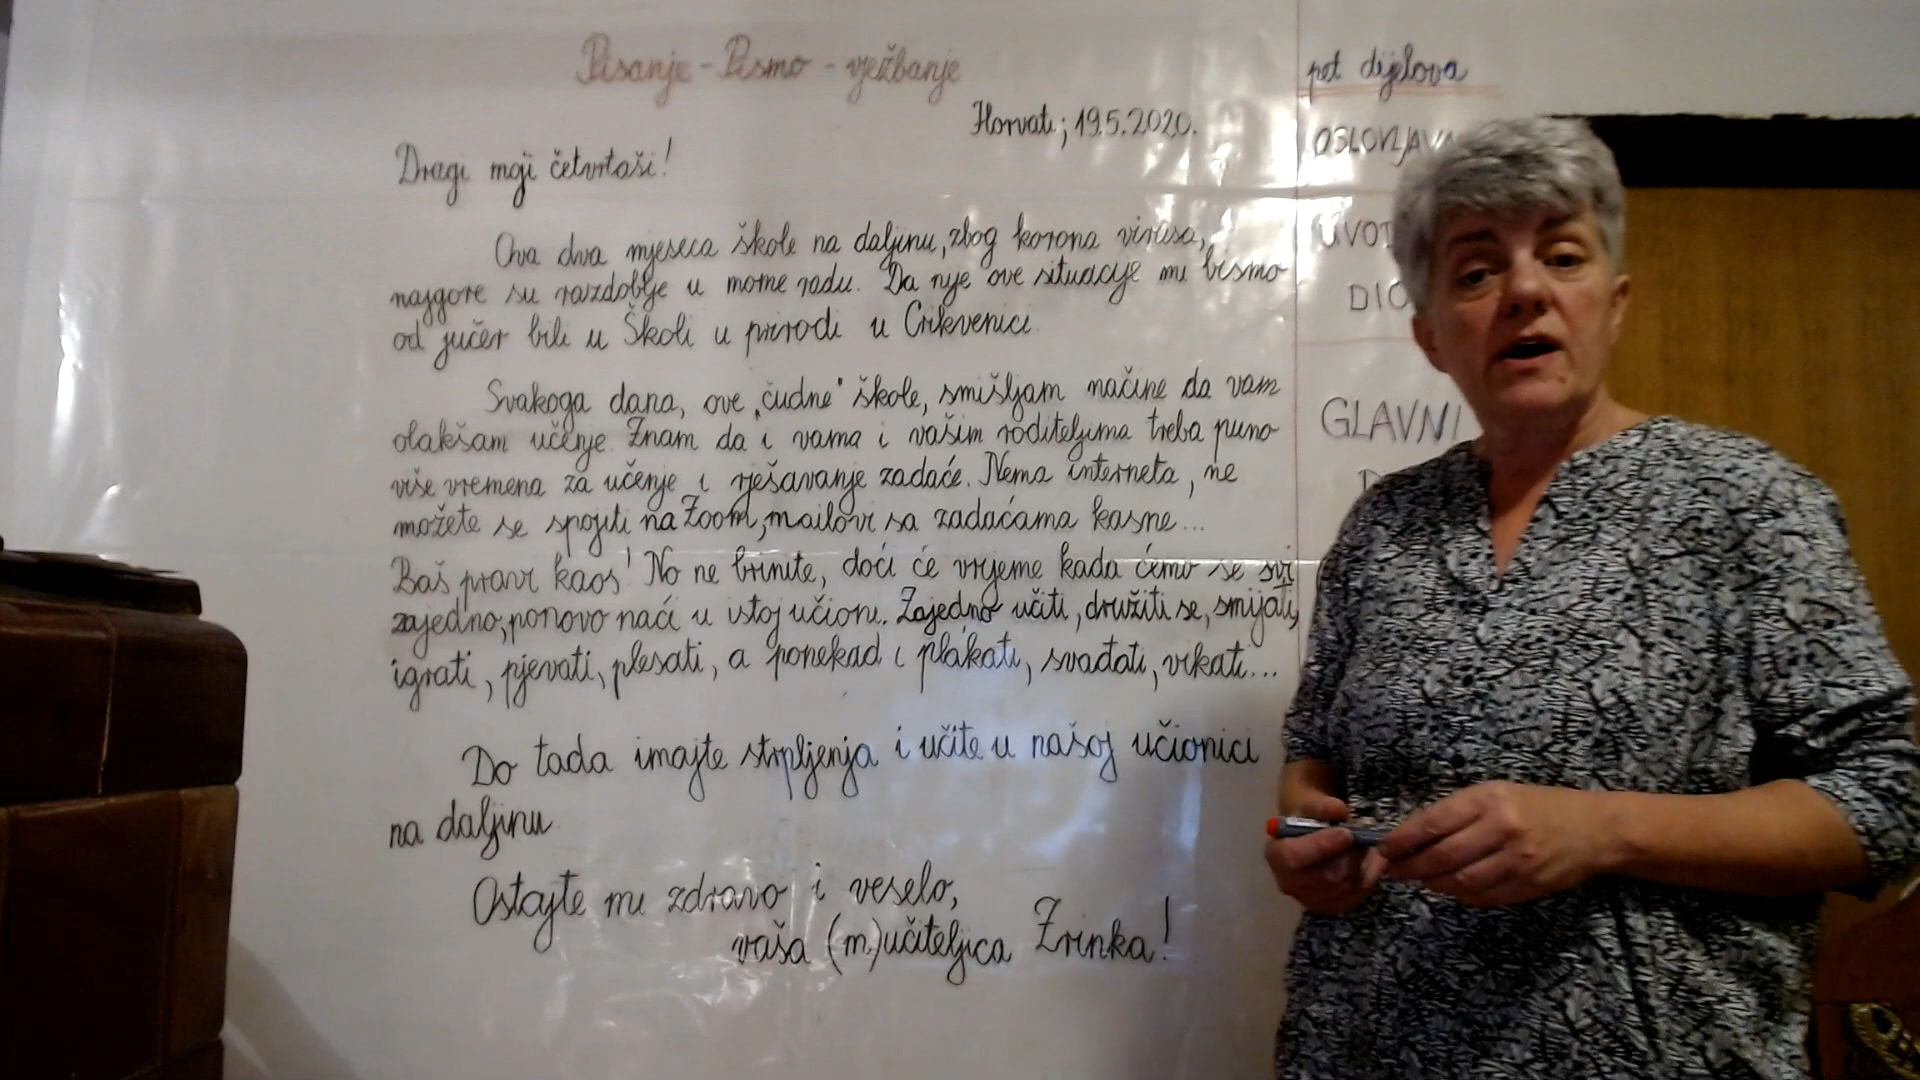 Pisanje - Pismo - vježbanje
Horvati; 19.5.2020.
Dragi moji četvrtaši!
Ova dva mjeseca škole na daljinu, zbog korona virusa,
najgore su razdoblje u mome radu. Da nije ove situacije mi bismo
od jučer bili u Školi u prirodi u Crikvenici.
Svakoga dana, ove „čudne" škole, smišljam načine da vam
olakšam učenje. Znam da i vama i vašim roditeljima treba puno
više vremena za učenje i rješavanje zadaće. Nema interneta, ne
možete se spojiti na Zoom, mailovi sa zadaćama kasne...
Baš pravi kaos! No ne brinite, doći će vrijeme kada ćemo se svi
zajedno, ponovo naći u istoj učioni. Zajedno učiti, družiti se, smijati,
igrati, pjevati, plesati, a ponekad i plakati, svađati, vikati...
Do tada imajte strpljenja i učite u našoj učionici
na daljinu.
Ostajte mi zdravo i veselo,
vaša (m.)učiteljica Zrinka!
pet dijelova
OSLOVLJAVA
UVOD
DIO
GLAVNI
D